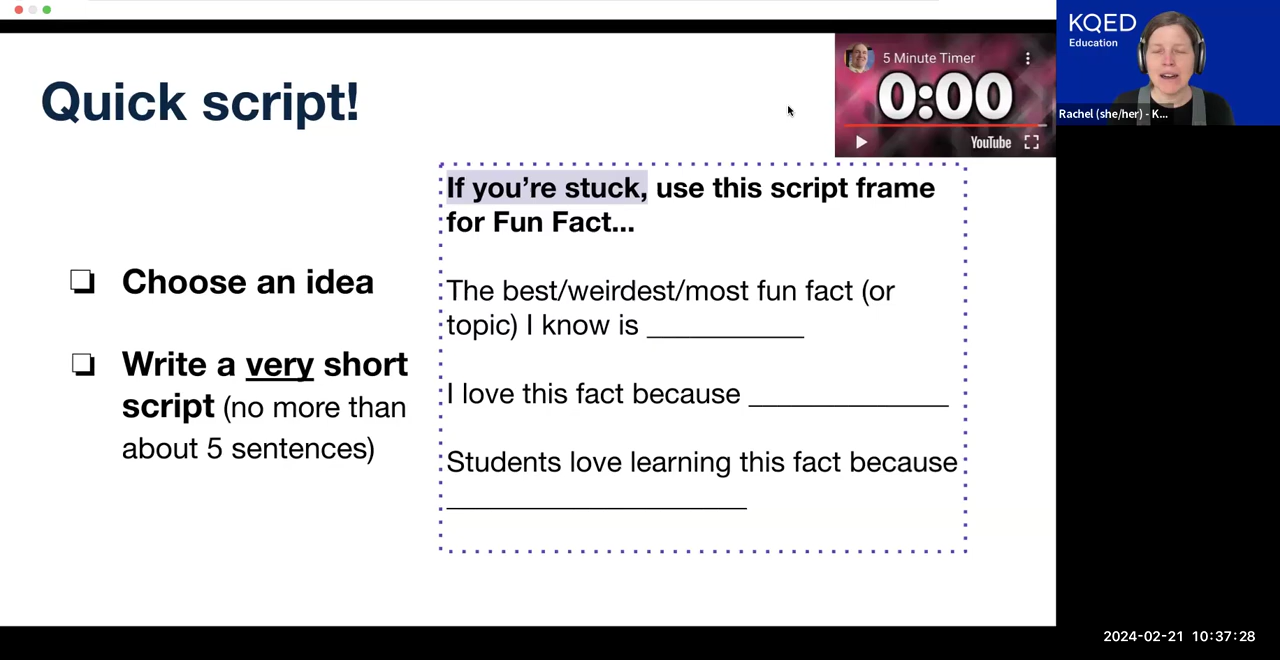 Quick script!
5 Minute Timer
0:00
YouTube
KQED
Education
Rachel (she/her) - K...
If you’re stuck, use this script frame
for Fun Fact...
The best/weirdest/most fun fact (or
topic) I know is ___________
I love this fact because ______________
Students love learning this fact because
_____________________
❏ Choose an idea
❏ Write a very short
script (no more than
about 5 sentences)
2024-02-21 10:37:28